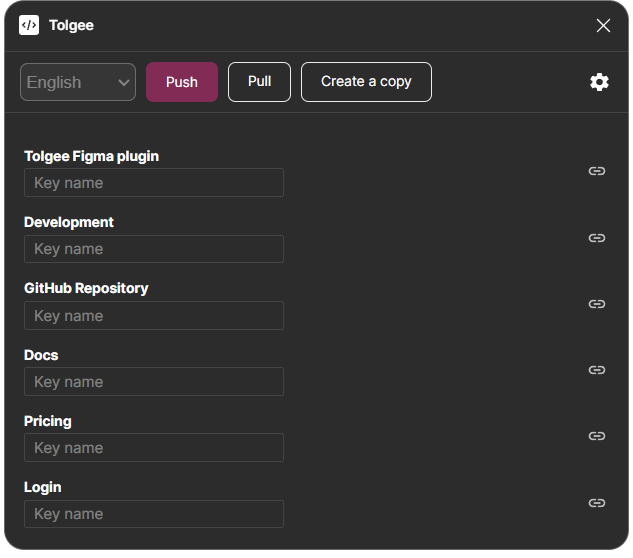 Tolgee
English
Push
Pull
Create a copy
Tolgee Figma plugin
Key name
Development
Key name
GitHub Repository
Key name
Docs
Key name
Pricing
Key name
Login
Key name